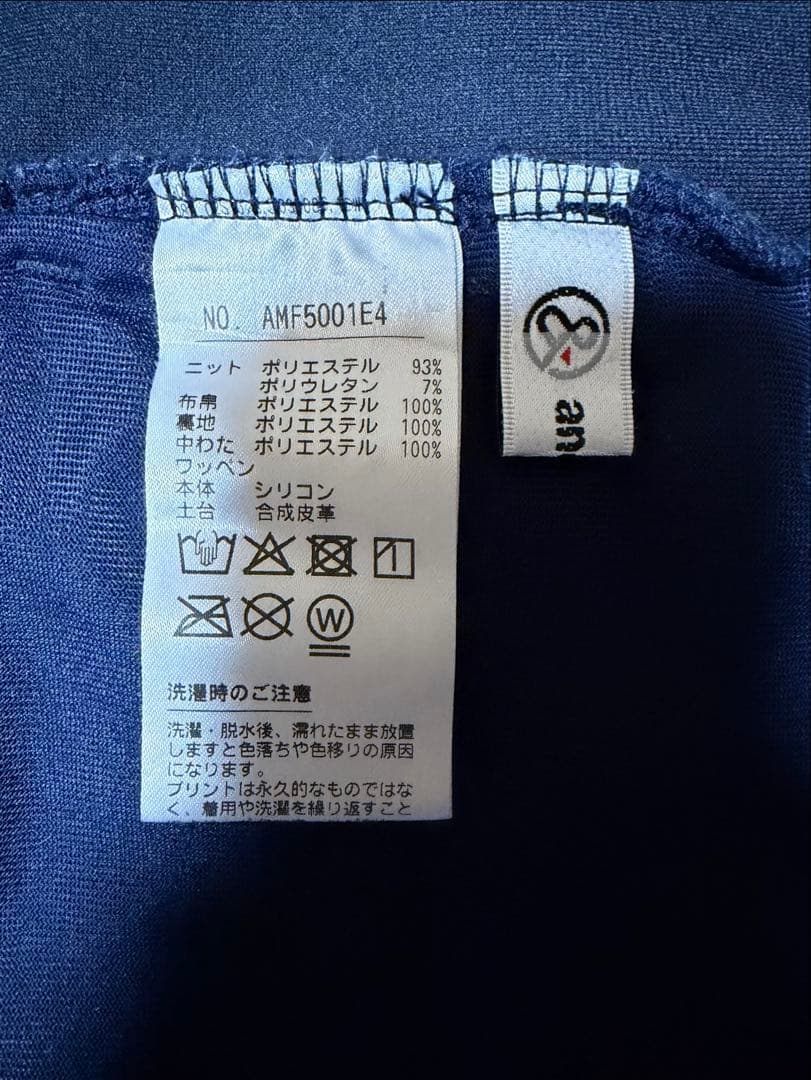 NO. AMF5001E4
ニット ポリエステル 93%
ポリウレタン 7%
布帛 ポリエステル 100%
裏地 ポリエステル 100%
中わた ポリエステル 100%
ワッペン
本体 シリコン
土台 合成皮革
W
洗濯時のご注意
洗濯・脱水後、濡れたまま放置
しますと色落ちや色移りの原因
になります。
プリントは永久的なものではな
く、着用や洗濯を繰り返すこと
an